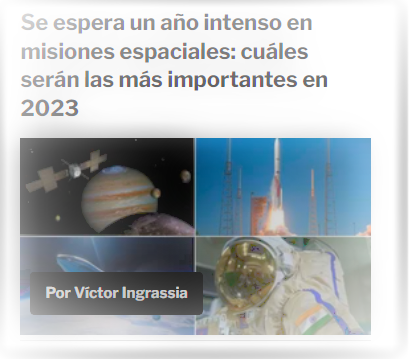 Se espera un año intenso en
misiones espaciales: cuáles
serán las más importantes en
2023
Por Víctor Ingrassia